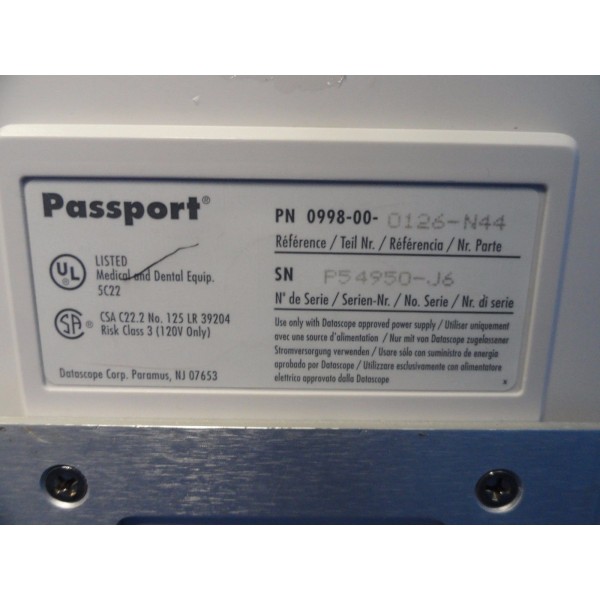 Passport®
UL
LISTED
Medical and Dental Equip.
5C22
SA ®
CSA C22.2 No. 125 LR 39204
Risk Class 3 (120V Only)
Datascope Corp. Paramus, NJ 07653
PN 0998-00- 0126-N44
Référence / Teil Nr. / Référencia / Nr. Parte
SN P54950-J6
N° de Serie / Serien-Nr. / No. Serie / Nr. di serie
Use only with Datascope approved power supply / Utiliser uniquement
avec une source d'alimentation / Nur mit von Datascope zugelassener
Stromversorgung verwenden / Usare sólo con suministro de energia
aprobado por Datascope / Utilizzare esclusivamente con alimentatore
elettrico approvato dalla Datascope